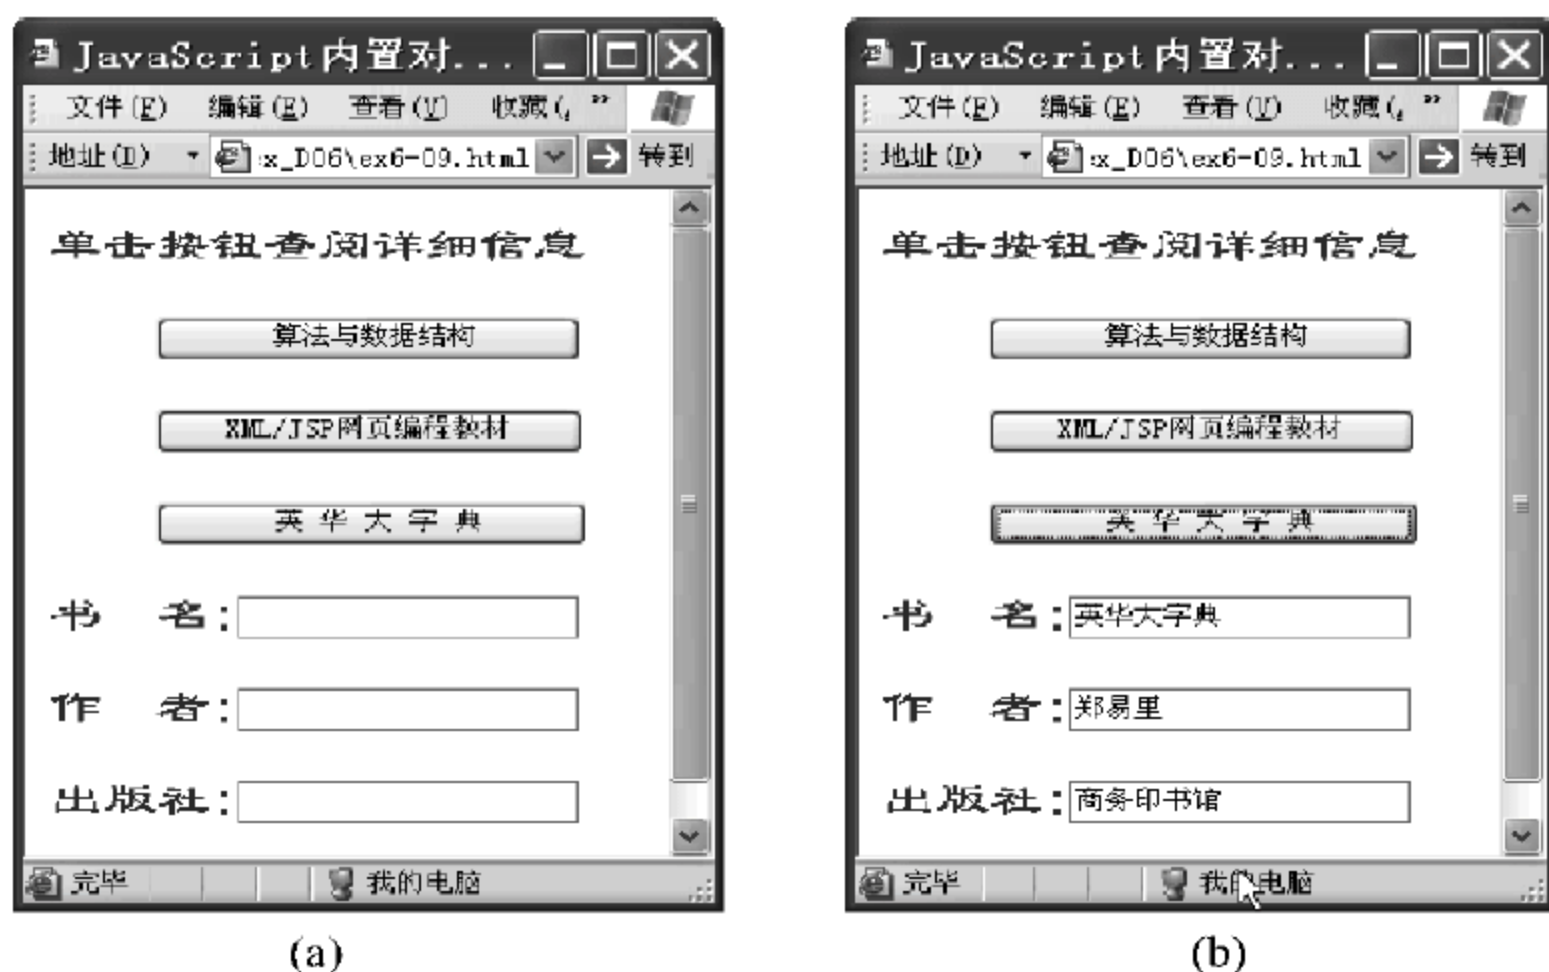 JavaScript内置对...
文件(F) 编辑(E) 查看(V) 收藏( »
地址(D) x_D06\ex6-09.html 转到
单击按钮查阅详细信息
算法与数据结构
XML/JSP网页编程教材
英 华 大 字 典
书 名:
作 者:
出版社:
完毕 我的电脑
(a)
JavaScript内置对...
文件(F) 编辑(E) 查看(V) 收藏( »
地址(D) x_D06\ex6-09.html 转到
单击按钮查阅详细信息
算法与数据结构
XML/JSP网页编程教材
英 华 大 字 典
书 名:英华大字典
作 者:郑易里
出版社:商务印书馆
完毕 我的电脑
(b)